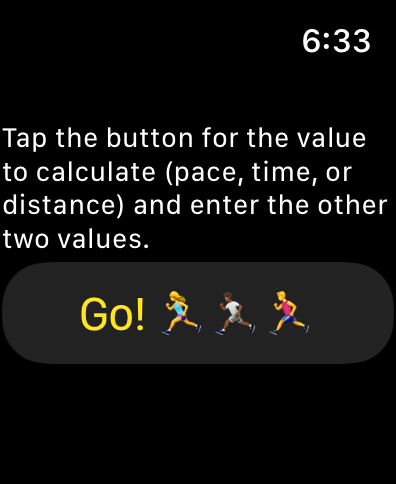 6:33
Tap the button for the value
to calculate (pace, time, or
distance) and enter the other
two values.
Go! 🏃‍♀️🏃🏿🏃‍♂️